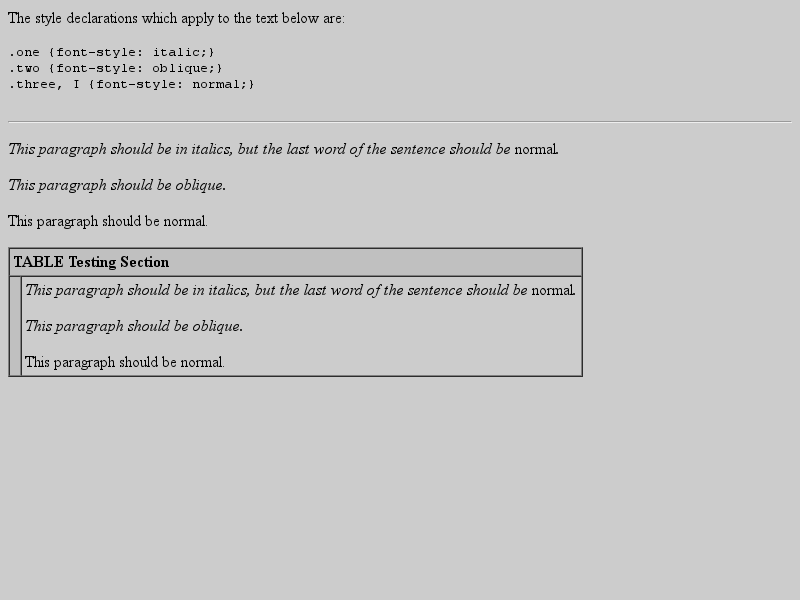 The style declarations which apply to the text below are:
.one {font-style: italic;}
.two {font-style: oblique;}
.three, I {font-style: normal;}
This paragraph should be in italics, but the last word of the sentence should be normal.
This paragraph should be oblique.
This paragraph should be normal.
TABLE Testing Section
This paragraph should be in italics, but the last word of the sentence should be normal.
This paragraph should be oblique.
This paragraph should be normal.